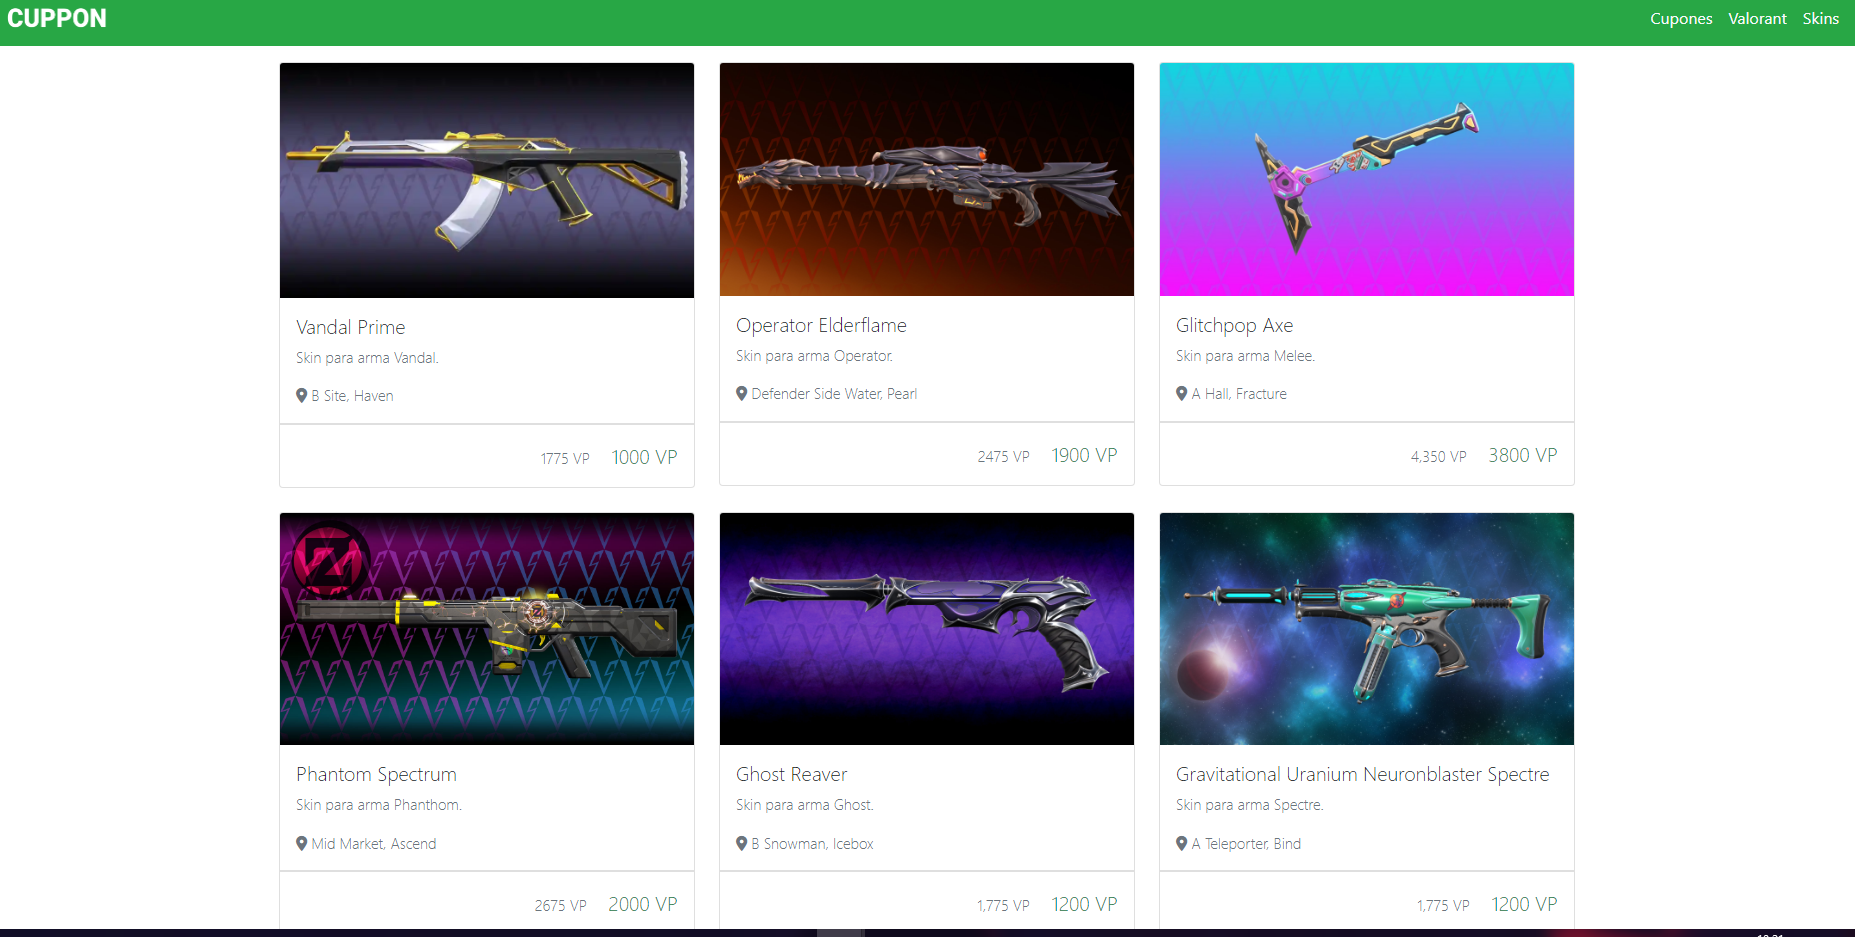 CUPPON
Cupones Valorant Skins
Vandal Prime
Skin para arma Vandal.
B Site, Haven
1775 VP 1000 VP
Operator Elderflame
Skin para arma Operator.
Defender Side Water, Pearl
2475 VP 1900 VP
Glitchpop Axe
Skin para arma Melee.
A Hall, Fracture
4,350 VP 3800 VP
Phantom Spectrum
Skin para arma Phanthom.
Mid Market, Ascend
2675 VP 2000 VP
Ghost Reaver
Skin para arma Ghost.
B Snowman, Icebox
1,775 VP 1200 VP
Gravitational Uranium Neuronblaster Spectre
Skin para arma Spectre.
A Teleporter, Bind
1,775 VP 1200 VP